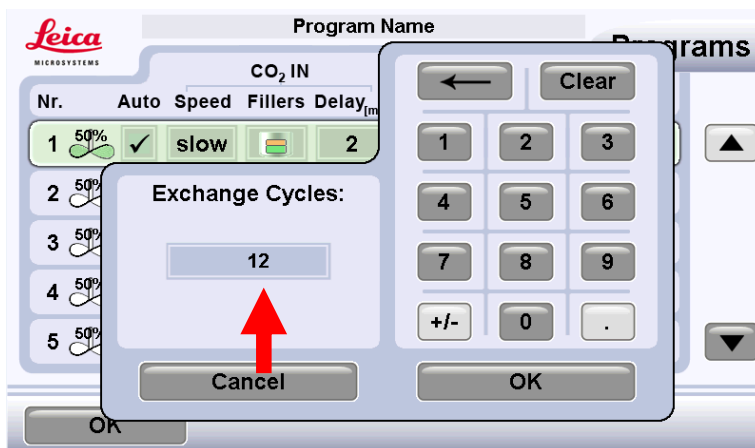 Leica
MICROSYSTEMS
Program Name
Programs
CO₂ IN
Nr. Auto Speed Fillers Delay[m
1 50% ✓ slow 2
2 50%
3 50%
4 50%
5 50%
Exchange Cycles:
12
Cancel
← Clear
1 2 3
4 5 6
7 8 9
+/- 0 .
OK
OK